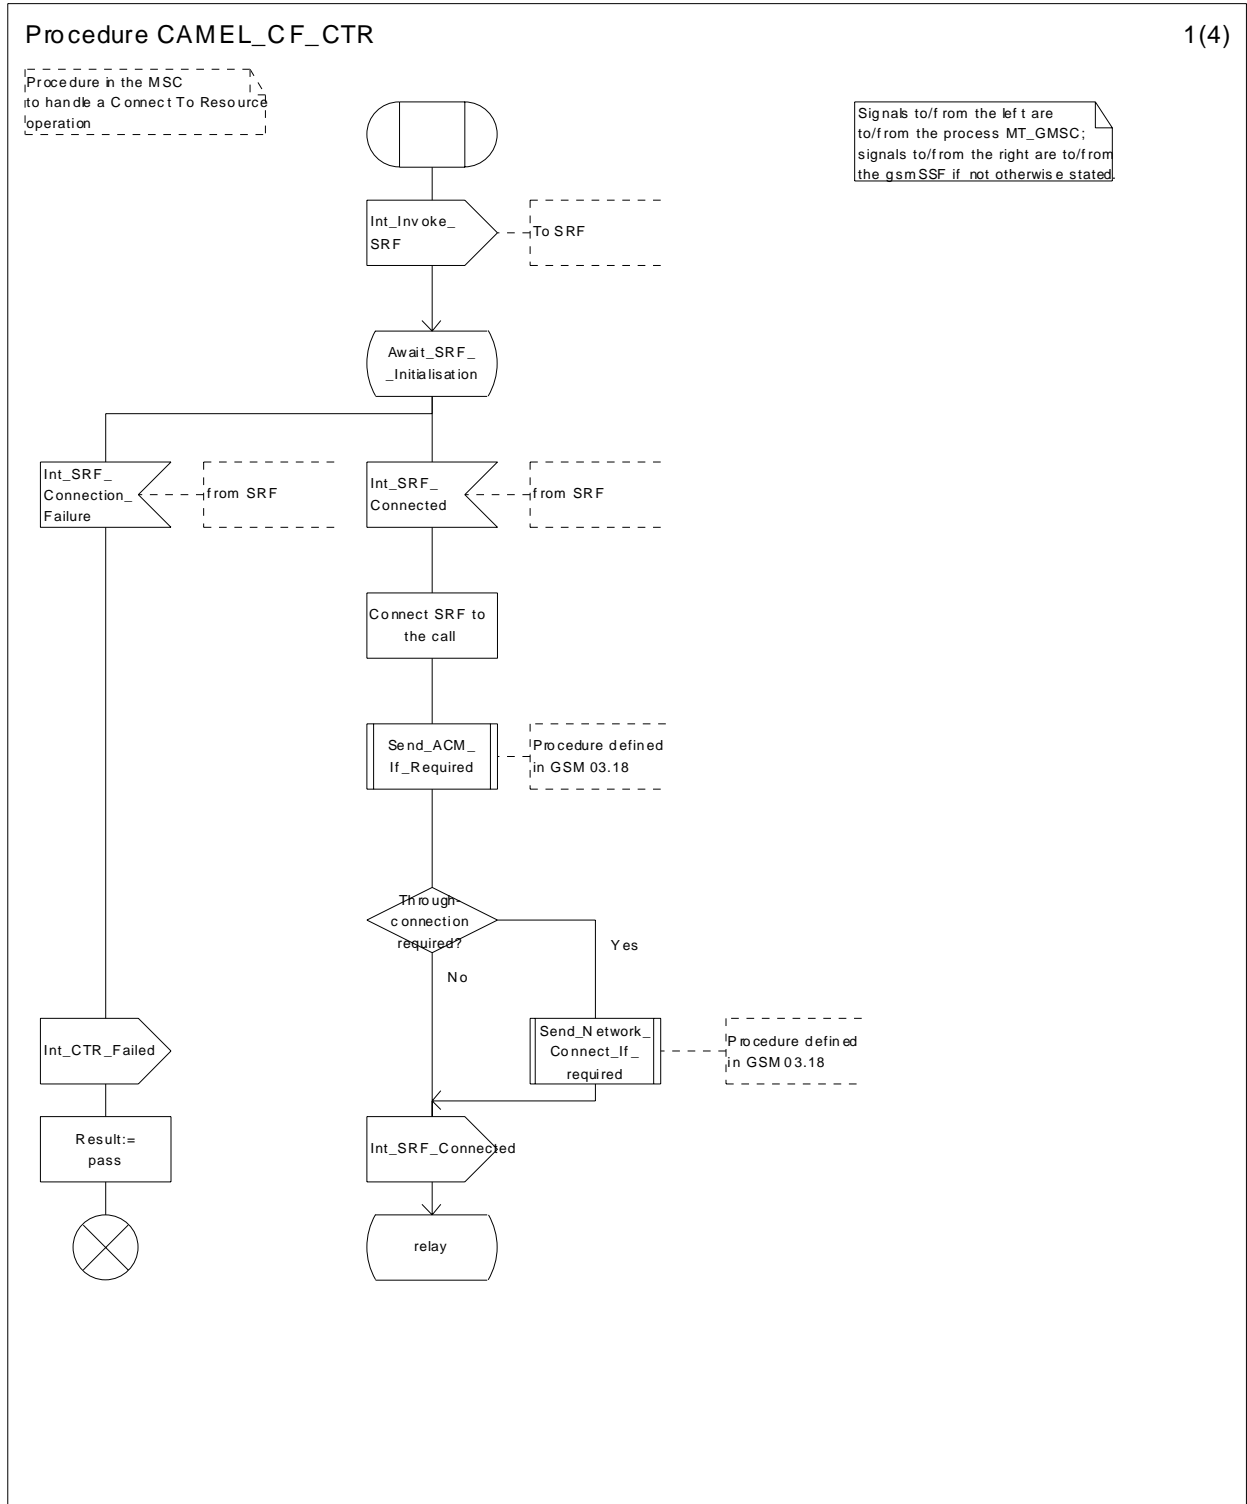 Procedure CAMEL_CF_CTR
1(4)
Procedure in the MSC
to handle a Connect To Resource
operation
Signals to/from the left are
to/from the process MT_GMSC;
signals to/from the right are to/from
the gsmSSF if not otherwise stated.
Int_Invoke_
SRF
To SRF
Await_SRF_
_Initialisation
Int_SRF_
Connection_
Failure
from SRF
Int_SRF_
Connected
from SRF
Connect SRF to
the call
Send_ACM_
If_Required
Procedure defined
in GSM 03.18
Through-
connection
required?
Yes
No
Int_CTR_Failed
Send_Network_
Connect_If_
required
Procedure defined
in GSM 03.18
Result:=
pass
Int_SRF_Connected
relay